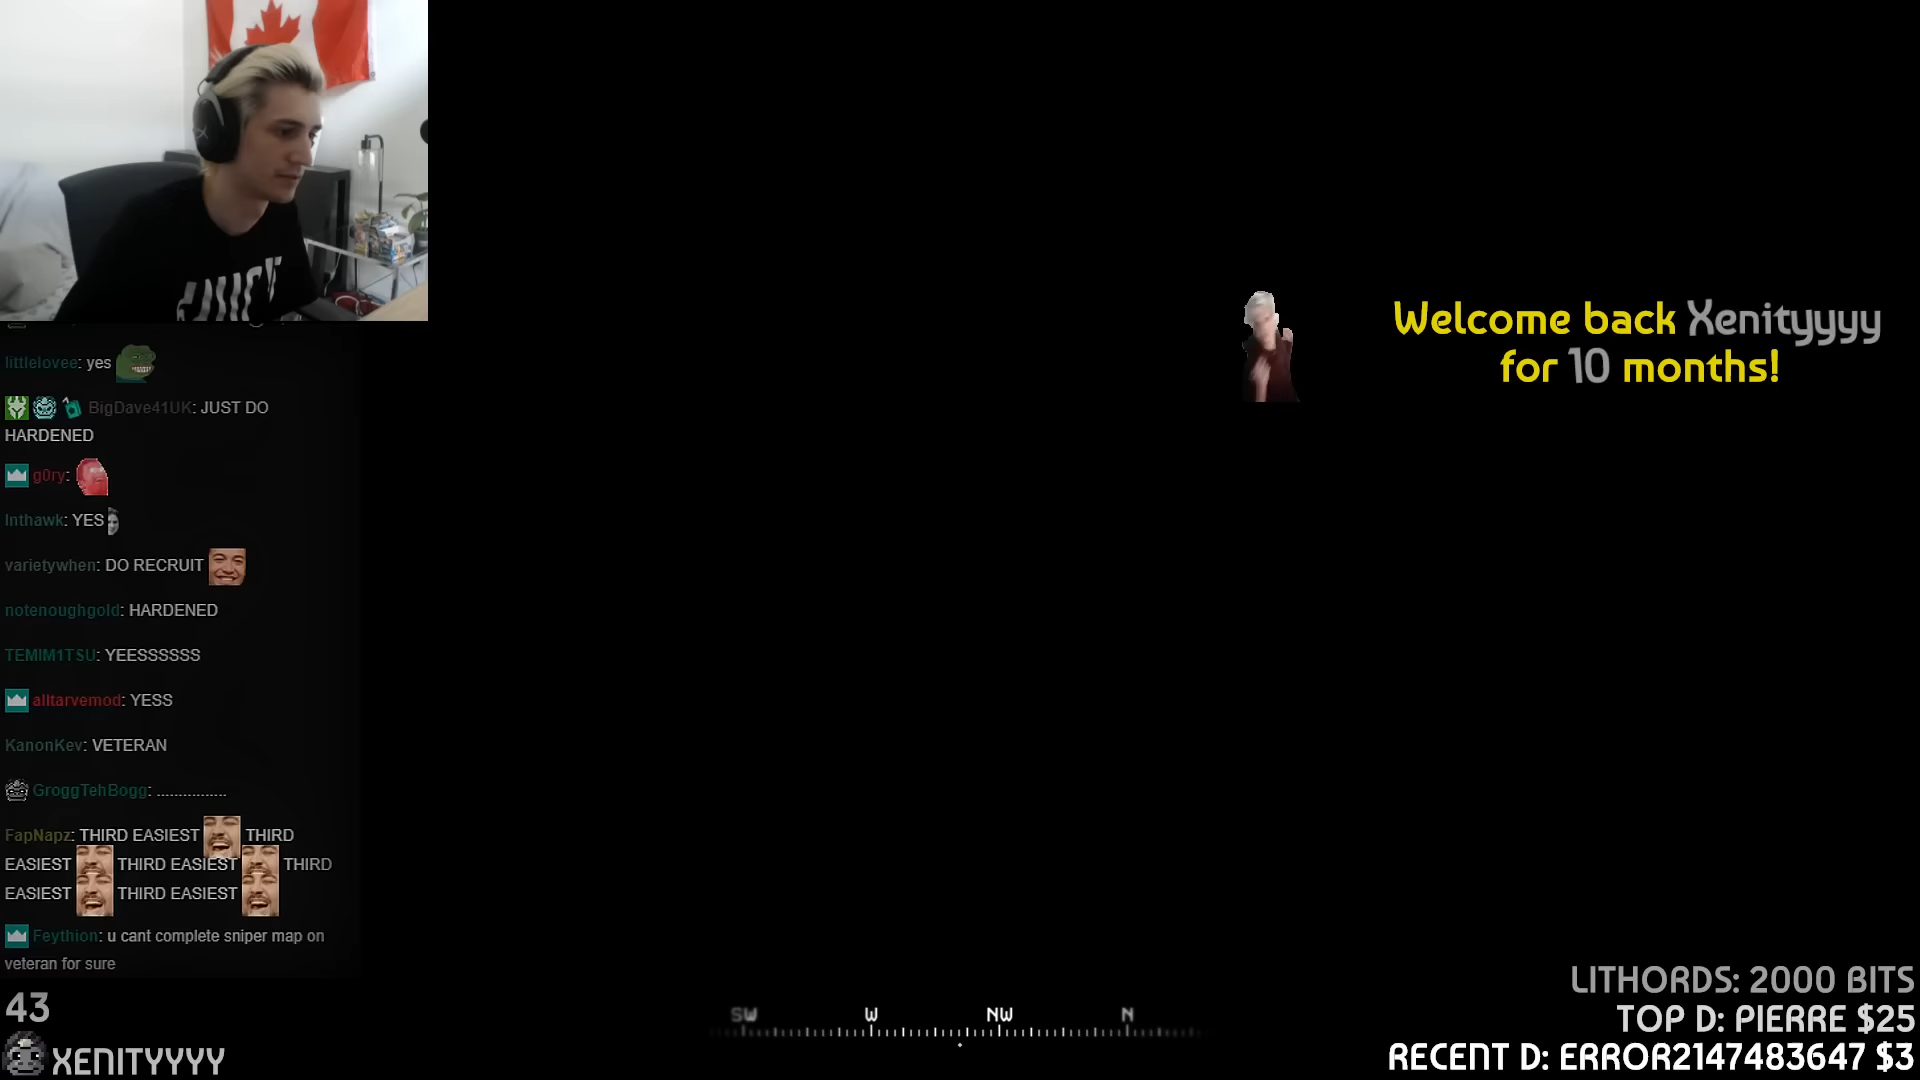 JUICY
littlelovee: yes
BigDave41UK: JUST DO
HARDENED
g0ry:
Inthawk: YES
varietywhen: DO RECRUIT
notenoughgold: HARDENED
TEMIM1TSU: YEESSSSSS
alltarvemod: YESS
KanonKev: VETERAN
GroggTehBogg: ................
FapNapz: THIRD EASIEST THIRD
EASIEST THIRD EASIEST THIRD
EASIEST THIRD EASIEST
Feythion: u cant complete sniper map on
veteran for sure
43
XENITYYYY
Welcome back Xenityyyy
for 10 months!
SW W NW N
LITHORDS: 2000 BITS
TOP D: PIERRE $25
RECENT D: ERROR2147483647 $3